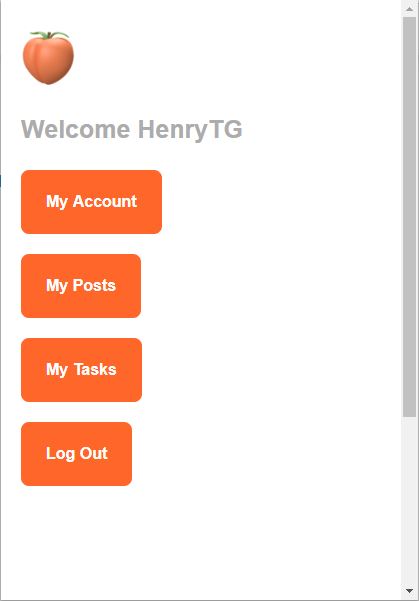 Welcome HenryTG
My Account
My Posts
My Tasks
Log Out